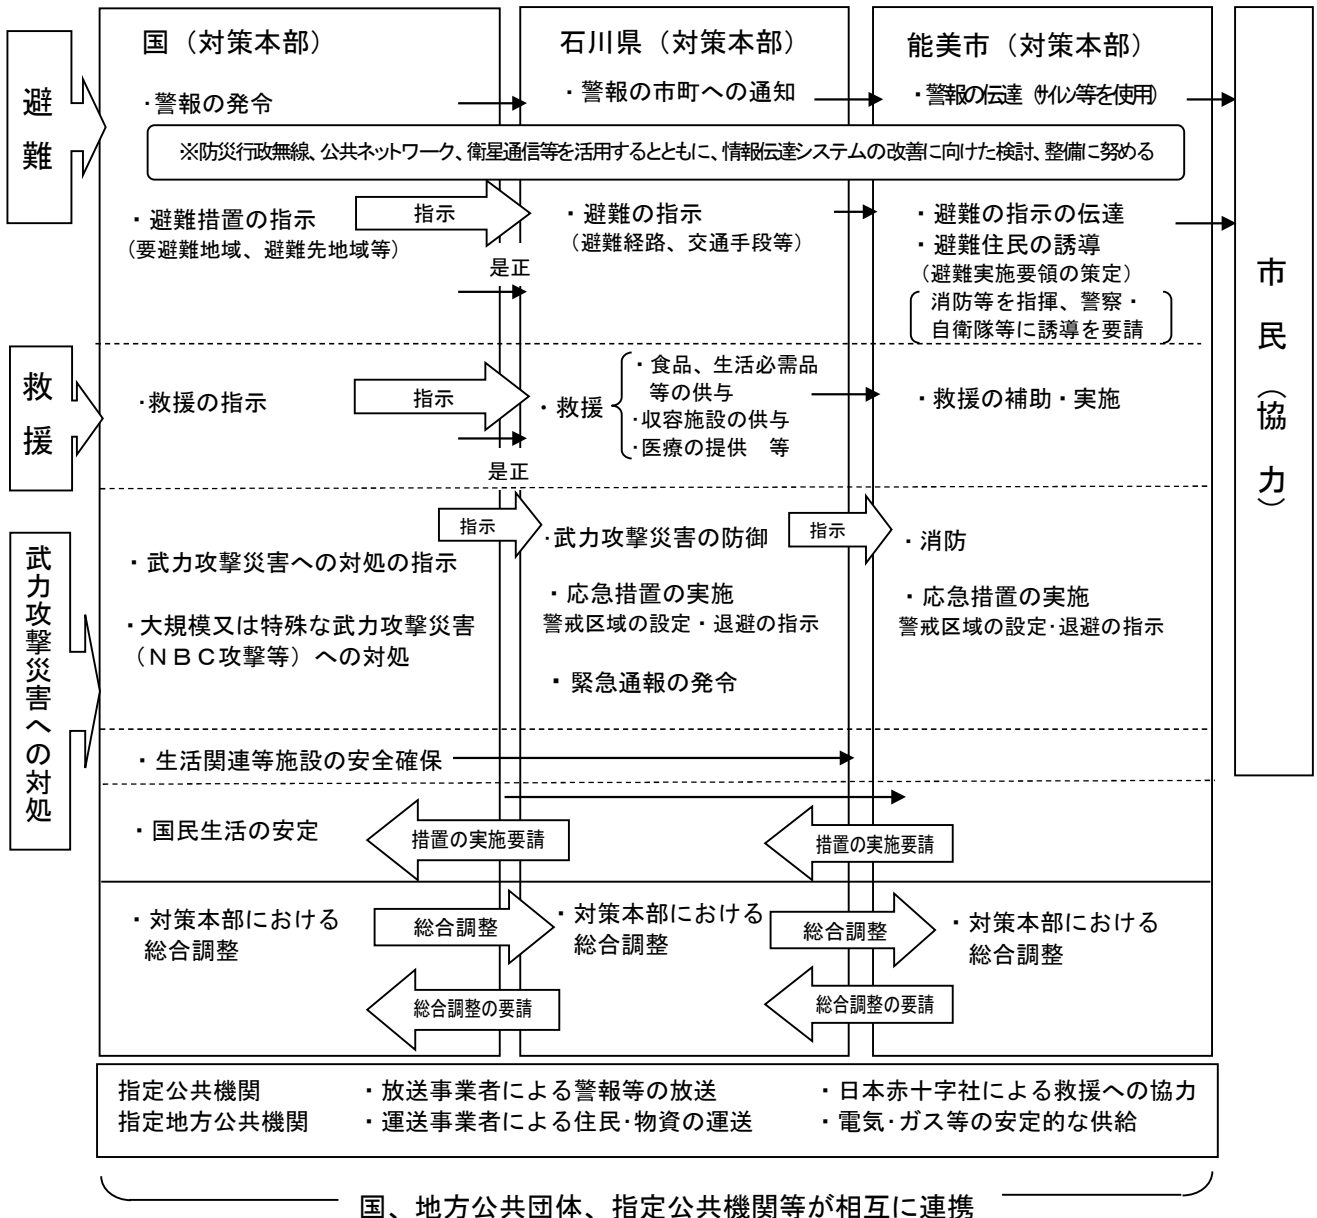 国（対策本部）
石川県（対策本部）
能美市（対策本部）
避難
・警報の発令
・警報の市町への通知
・警報の伝達（サイレン等を使用）
※防災行政無線、公共ネットワーク、衛星通信等を活用するとともに、情報伝達システムの改善に向けた検討、整備に努める
・避難措置の指示
（要避難地域、避難先地域等）
指示
是正
・避難の指示
（避難経路、交通手段等）
・避難の指示の伝達
・避難住民の誘導
（避難実施要領の策定）
消防等を指揮、警察・
自衛隊等に誘導を要請
救援
・救援の指示
指示
是正
・救援
・食品、生活必需品
等の供与
・収容施設の供与
・医療の提供　等
・救援の補助・実施
武力攻撃災害への対処
・武力攻撃災害への対処の指示
・大規模又は特殊な武力攻撃災害
（ＮＢＣ攻撃等）への対処
指示
・武力攻撃災害の防御
・応急措置の実施
警戒区域の設定・退避の指示
・緊急通報の発令
指示
・消防
・応急措置の実施
警戒区域の設定・退避の指示
・生活関連等施設の安全確保
・国民生活の安定
措置の実施要請
措置の実施要請
・対策本部における
総合調整
総合調整
・対策本部における
総合調整
総合調整
・対策本部における
総合調整
総合調整の要請
総合調整の要請
市民（協力）
指定公共機関
指定地方公共機関
・放送事業者による警報等の放送
・運送事業者による住民・物資の運送
・日本赤十字社による救援への協力
・電気・ガス等の安定的な供給
国、地方公共団体、指定公共機関等が相互に連携